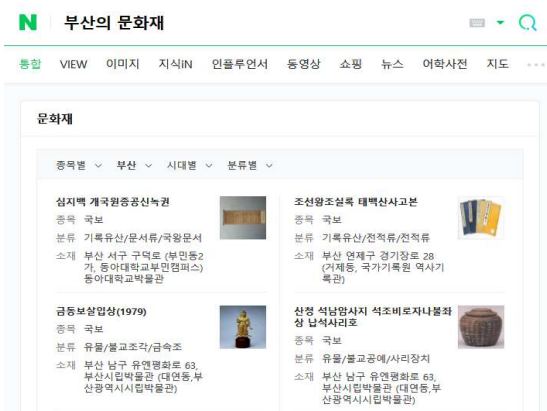 N 부산의 문화재
통합 VIEW 이미지 지식iN 인플루언서 동영상 쇼핑 뉴스 어학사전 지도
문화재
종목별 부산 시대별 분류별
심지백 개국원종공신녹권
종목 국보
분류 기록유산/문서류/국왕문서
소재 부산 서구 구덕로 (부민동2
가, 동아대학교부민캠퍼스)
동아대학교박물관
조선왕조실록 태백산사고본
종목 국보
분류 기록유산/전적류/전적류
소재 부산 연제구 경기장로 28
(거제동, 국가기록원 역사기
록관)
금동보살입상(1979)
종목 국보
분류 유물/불교조각/금속조
소재 부산 남구 유엔평화로 63,
부산시립박물관 (대연동,부
산광역시시립박물관)
산청 석남암사지 석조비로자나불좌
상 납석사리호
종목 국보
분류 유물/불교공예/사리장치
소재 부산 남구 유엔평화로 63,
부산시립박물관 (대연동,부
산광역시시립박물관)